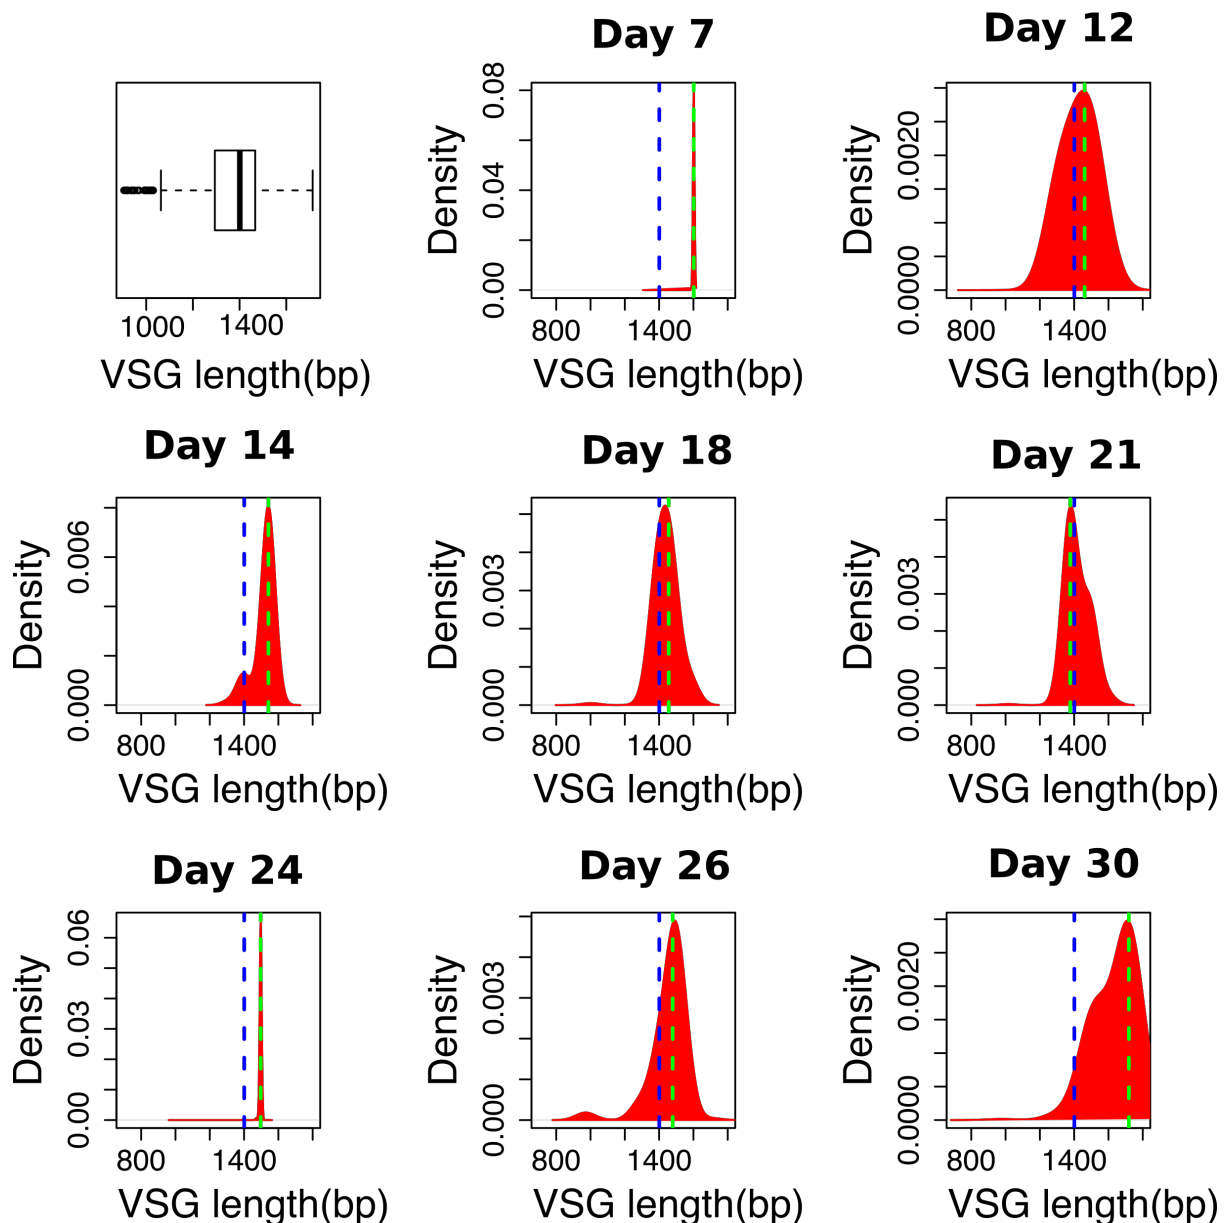 Day 7
Day 12
1000 1400
VSG length(bp)
Density
0.00 0.04 0.08
800 1400
VSG length(bp)
Density
0.0000 0.0020
800 1400
VSG length(bp)
Day 14
Day 18
Day 21
Density
0.000 0.006
800 1400
VSG length(bp)
Density
0.000 0.003
800 1400
VSG length(bp)
Density
0.000 0.003
800 1400
VSG length(bp)
Day 24
Day 26
Day 30
Density
0.00 0.03 0.06
800 1400
VSG length(bp)
Density
0.000 0.003
800 1400
VSG length(bp)
Density
0.0000 0.0020
800 1400
VSG length(bp)